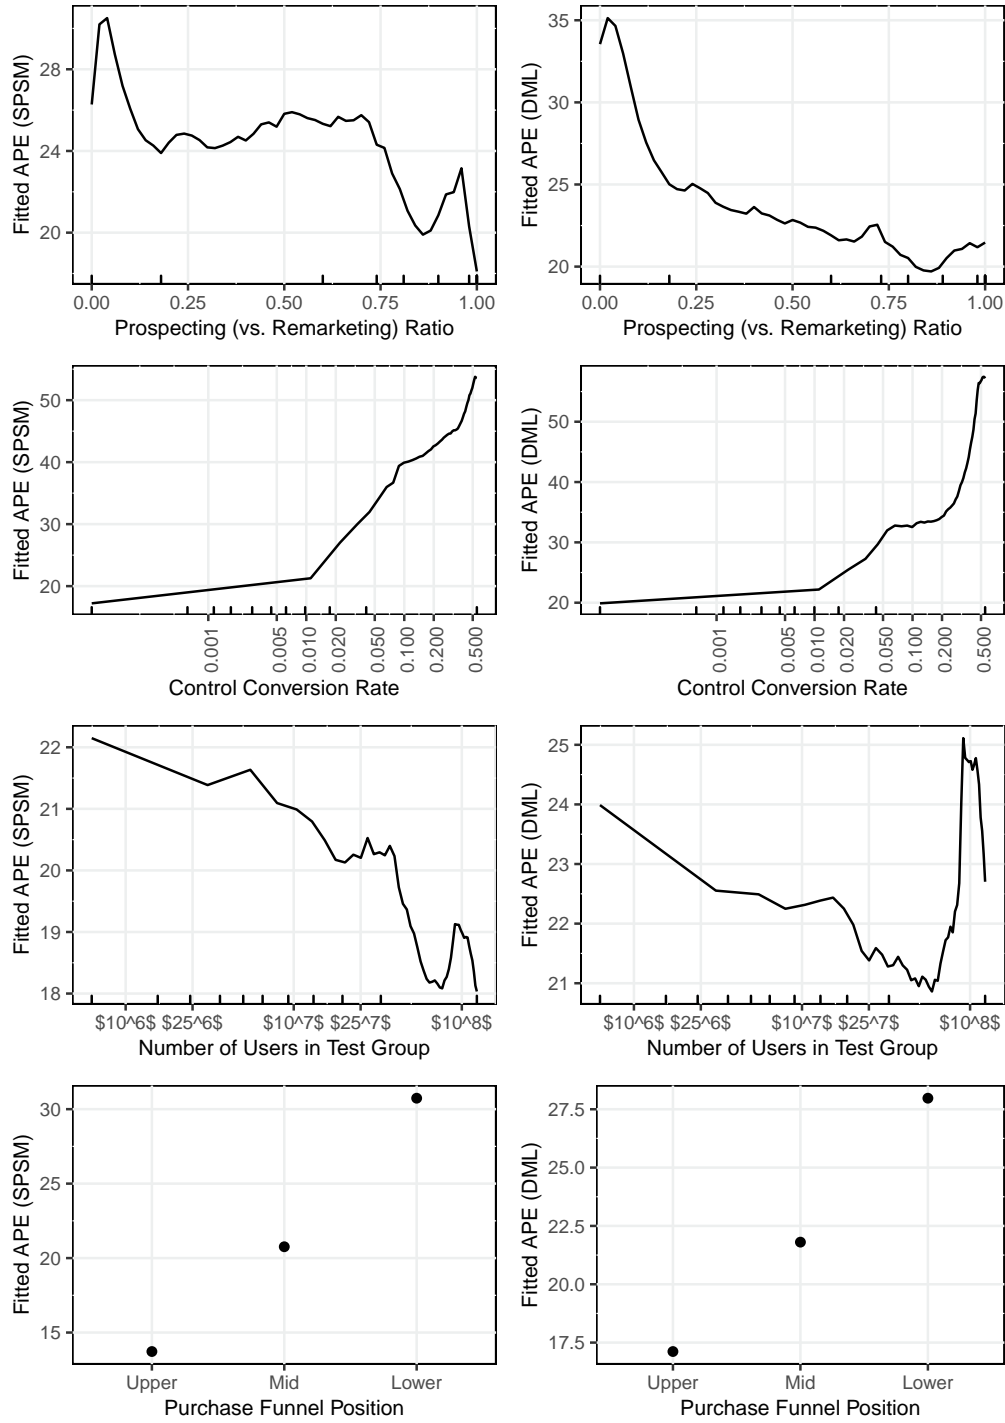 Fitted APE (SPSM)
28
24
20
0.00 0.25 0.50 0.75 1.00
Prospecting (vs. Remarketing) Ratio
Fitted APE (DML)
35
30
25
20
0.00 0.25 0.50 0.75 1.00
Prospecting (vs. Remarketing) Ratio
Fitted APE (SPSM)
50
40
30
20
0.001 0.005 0.010 0.020 0.050 0.100 0.200 0.500
Control Conversion Rate
Fitted APE (DML)
50
40
30
20
0.001 0.005 0.010 0.020 0.050 0.100 0.200 0.500
Control Conversion Rate
Fitted APE (SPSM)
22
21
20
19
18
$10^6$ $25^6$ $10^7$ $25^7$ $10^8$
Number of Users in Test Group
Fitted APE (DML)
25
24
23
22
21
$10^6$ $25^6$ $10^7$ $25^7$ $10^8$
Number of Users in Test Group
Fitted APE (SPSM)
30
25
20
15
Upper Mid Lower
Purchase Funnel Position
Fitted APE (DML)
27.5
25.0
22.5
20.0
17.5
Upper Mid Lower
Purchase Funnel Position